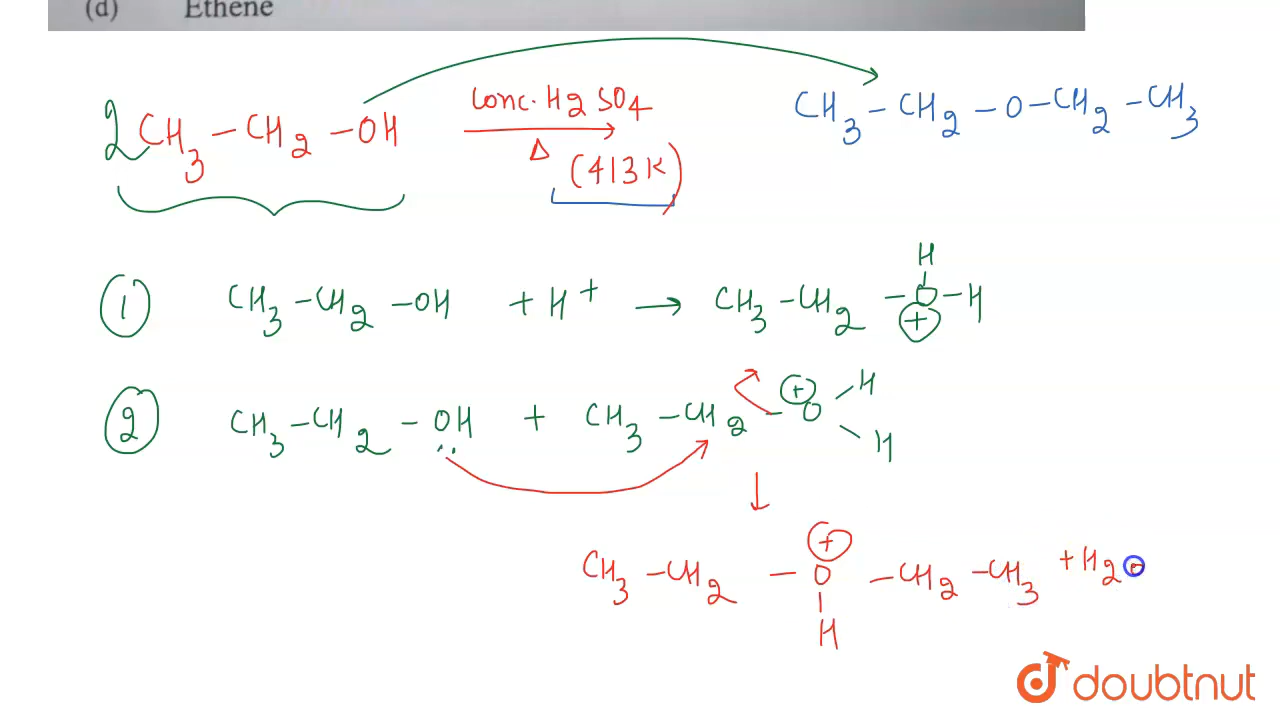 (d) Ethene
2CH3 – CH2 – OH conc. H2SO4 Δ (413K) CH3 – CH2 – O – CH2 – CH3
① CH3 – CH2 – OH + H+ → CH3 – CH2 – O – H
H
+
② CH3 – CH2 – OH + CH3 – CH2 – O
+
H
H
↓
+
CH3 – CH2 – O – CH2 – CH3 + H2O
H
doubtnut